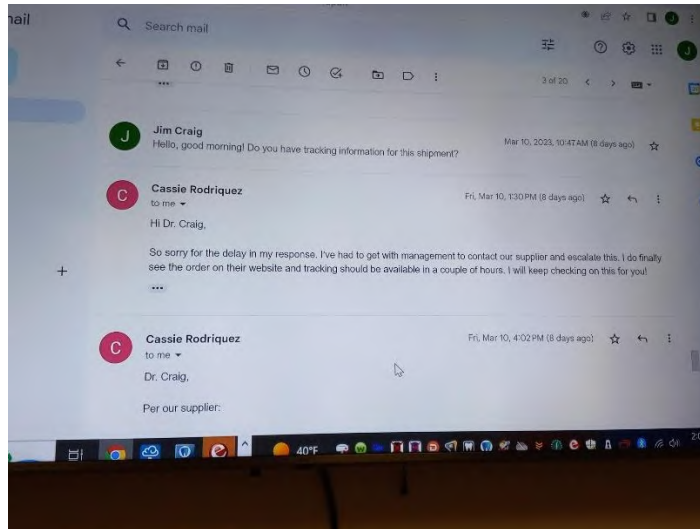 nail
Search mail
3 of 20
J
Jim Craig
Mar 10, 2023, 10:47AM (8 days ago)
Hello, good morning! Do you have tracking information for this shipment?
C
Cassie Rodriquez
Fri, Mar 10, 1:30 PM (8 days ago)
to me
Hi Dr. Craig,
So sorry for the delay in my response. I've had to get with management to contact our supplier and escalate this. I do finally
see the order on their website and tracking should be available in a couple of hours. I will keep checking on this for you!
C
Cassie Rodriquez
Fri, Mar 10, 4:02 PM (8 days ago)
to me
Dr. Craig,
Per our supplier:
40°F